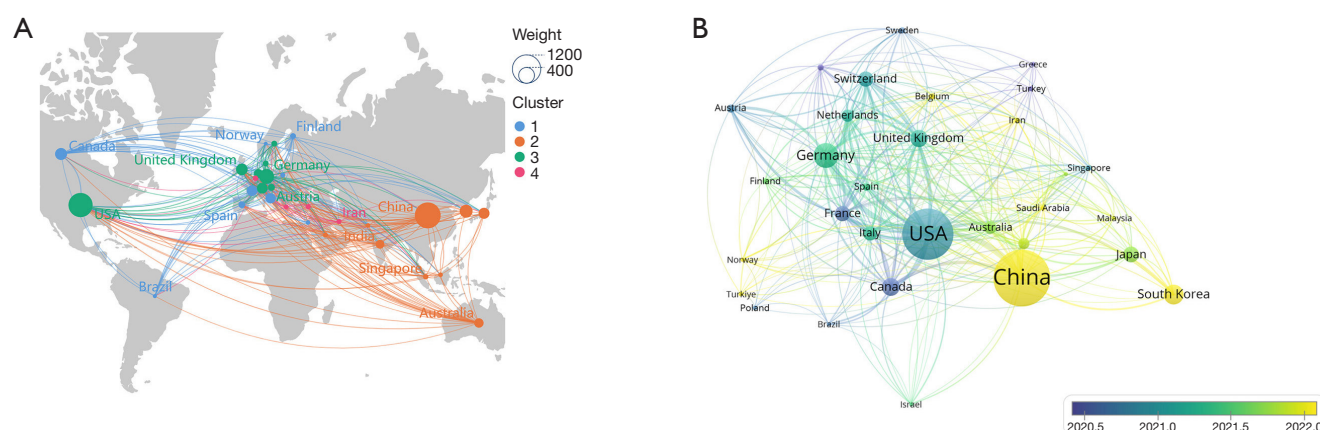 A
Weight
1200
400
Cluster
1
2
3
4
Finland
Norway
Canada
United Kingdom
Germany
Austria
USA
Spain
Iran
China
India
Singapore
Brazil
Australia
B
Sweden
Greece
Switzerland
Turkey
Belgium
Austria
Netherlands
Iran
United Kingdom
Germany
Singapore
Finland
Spain
Saudi Arabia
France
Malaysia
Italy
USA
Australia
Japan
Norway
China
Canada
South Korea
Turkiye
Poland
Brazil
Israel
2020.5 2021.0 2021.5 2022.0